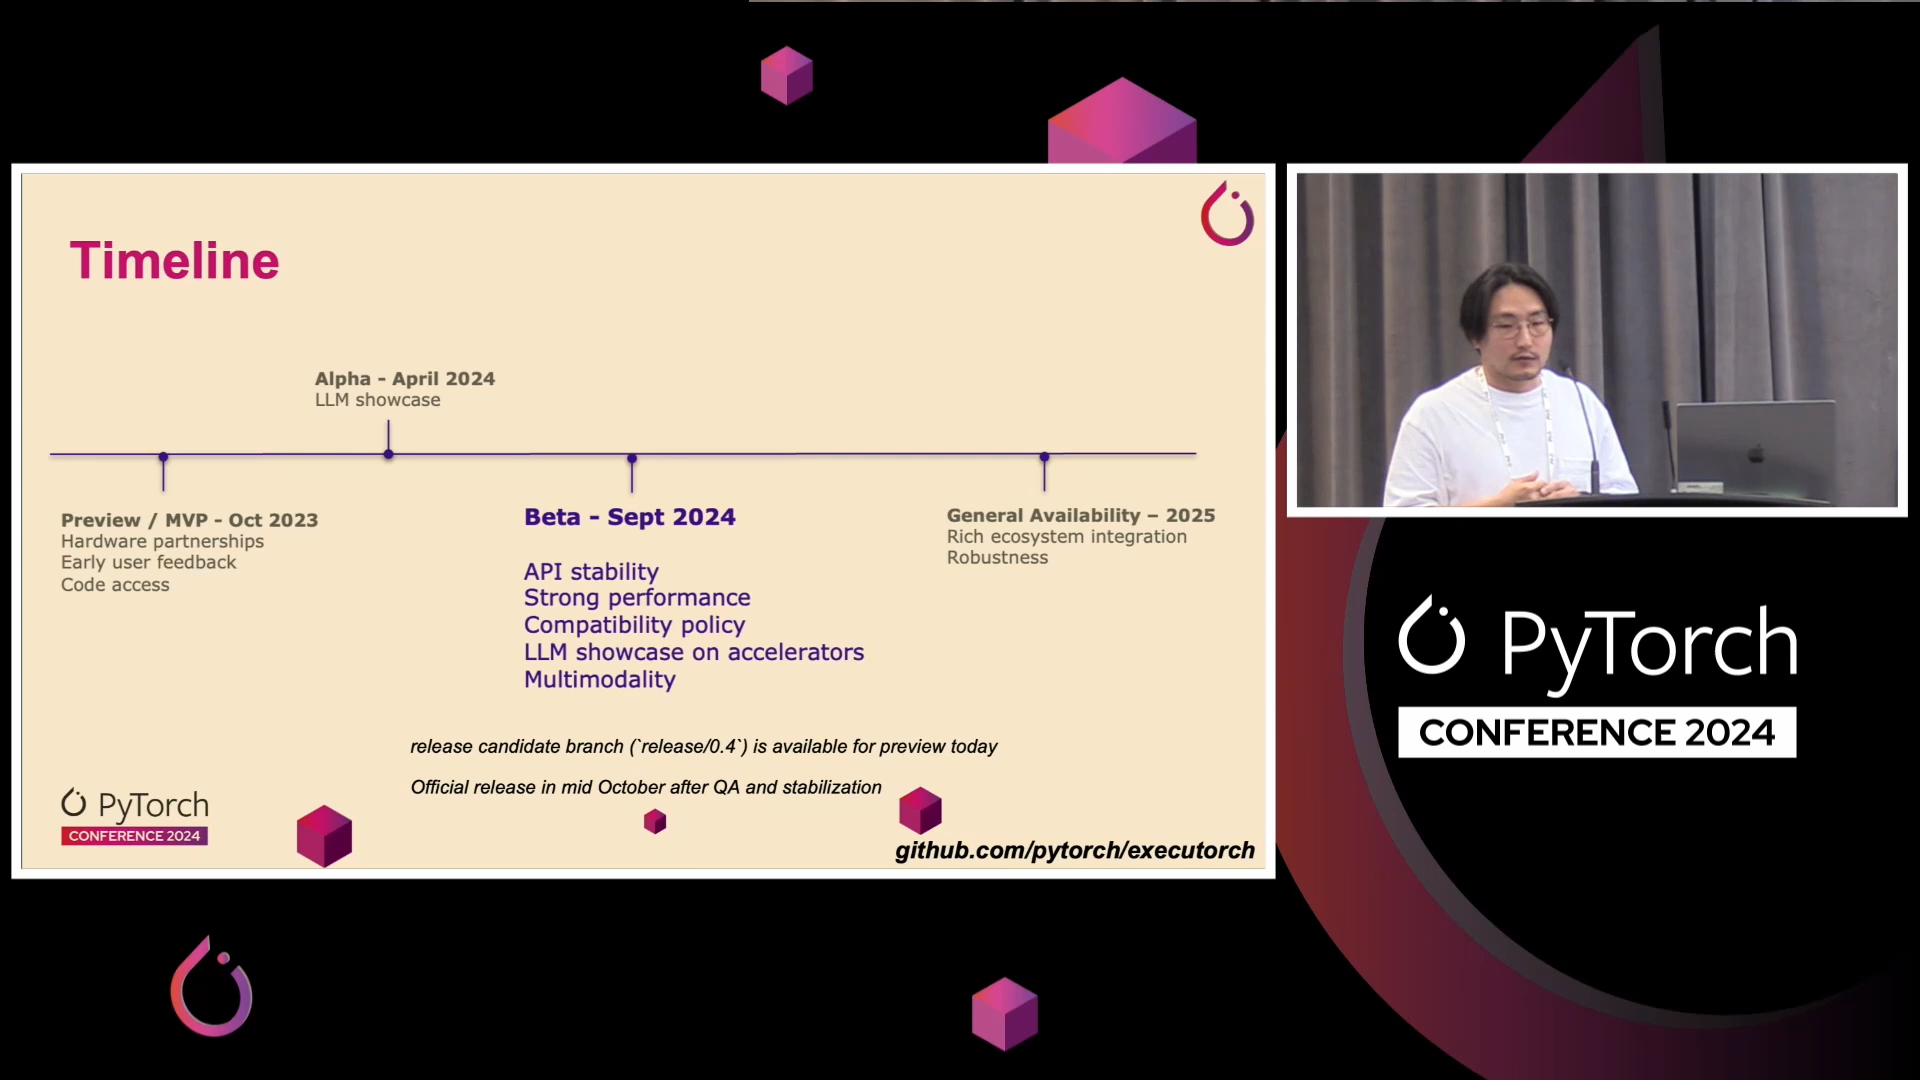 Timeline
Alpha - April 2024
LLM showcase
Preview / MVP - Oct 2023
Hardware partnerships
Early user feedback
Code access
Beta - Sept 2024
API stability
Strong performance
Compatibility policy
LLM showcase on accelerators
Multimodality
General Availability – 2025
Rich ecosystem integration
Robustness
release candidate branch (`release/0.4`) is available for preview today
Official release in mid October after QA and stabilization
PyTorch
CONFERENCE 2024
github.com/pytorch/executorch
PyTorch
CONFERENCE 2024